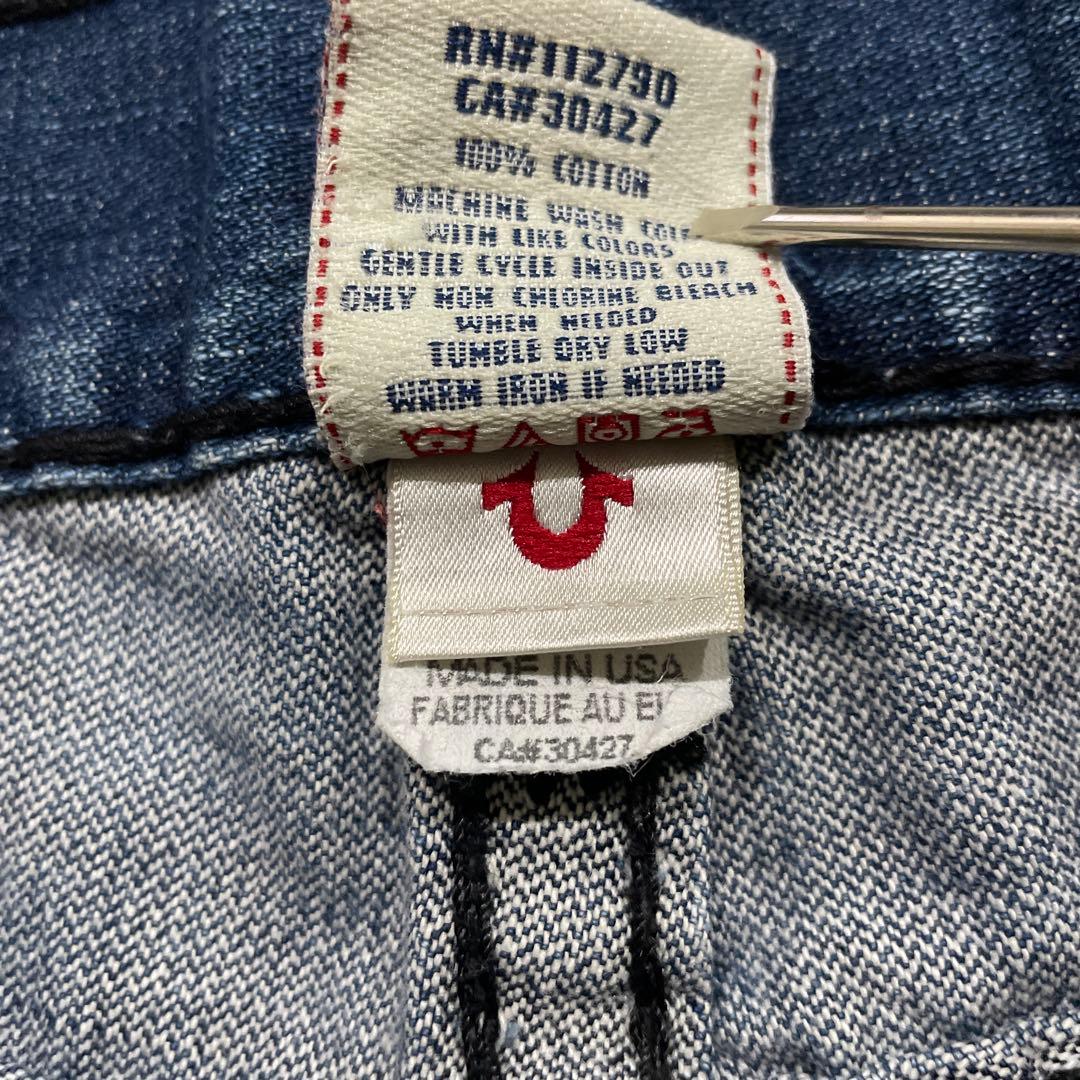 RN#112790
CA#30427
100% COTTON
MACHINE WASH
WITH LIKE COLORS
GENTLE CYCLE INSIDE OUT
ONLY NON CHLORINE BLEACH
WHEN NEEDED
TUMBLE DRY LOW
WARM IRON IF NEEDED
MADE IN USA
FABRIQUE AU
CA#30427